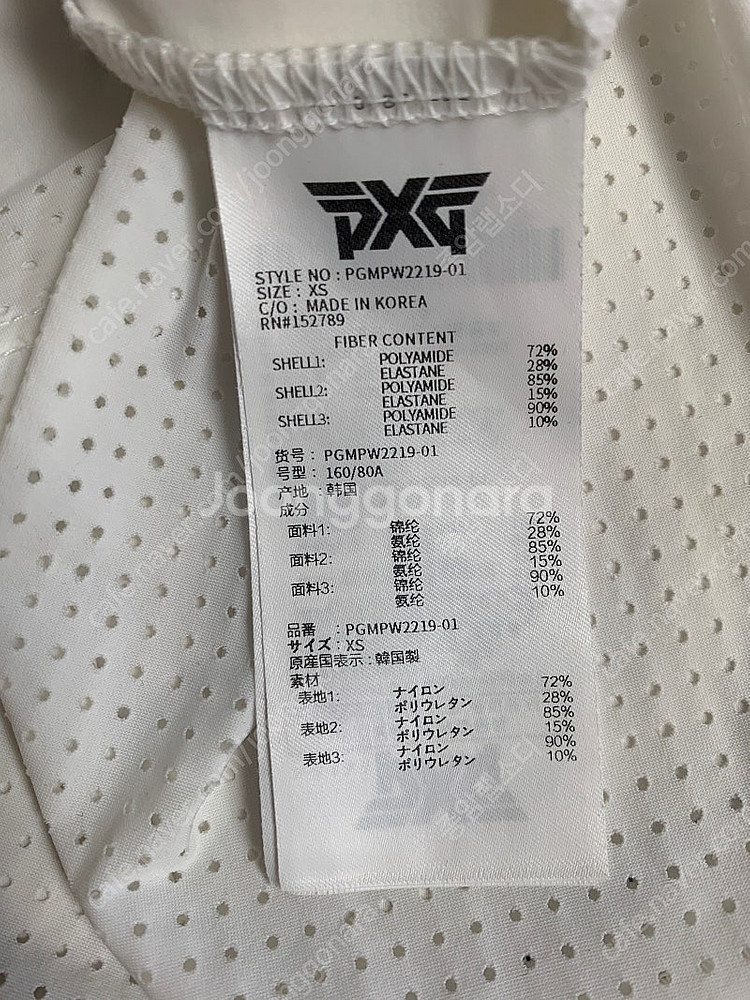 PXG
STYLE NO : PGMPW2219-01
SIZE : XS
C/O : MADE IN KOREA
RN#152789
FIBER CONTENT
SHELL1: POLYAMIDE 72%
ELASTANE 28%
SHELL2: POLYAMIDE 85%
ELASTANE 15%
SHELL3: POLYAMIDE 90%
ELASTANE 10%
货号 : PGMPW2219-01
号型 : 160/80A
产地 : 韩国
Joonggonara
成分
面料1: 锦纶 72%
氨纶 28%
面料2: 锦纶 85%
氨纶 15%
面料3: 锦纶 90%
氨纶 10%
品番 : PGMPW2219-01
サイズ : XS
原産国表示 : 韓国製
素材
表地1: ナイロン 72%
ポリウレタン 28%
表地2: ナイロン 85%
ポリウレタン 15%
表地3: ナイロン 90%
ポリウレタン 10%
cafe.naver.com/joonggonara